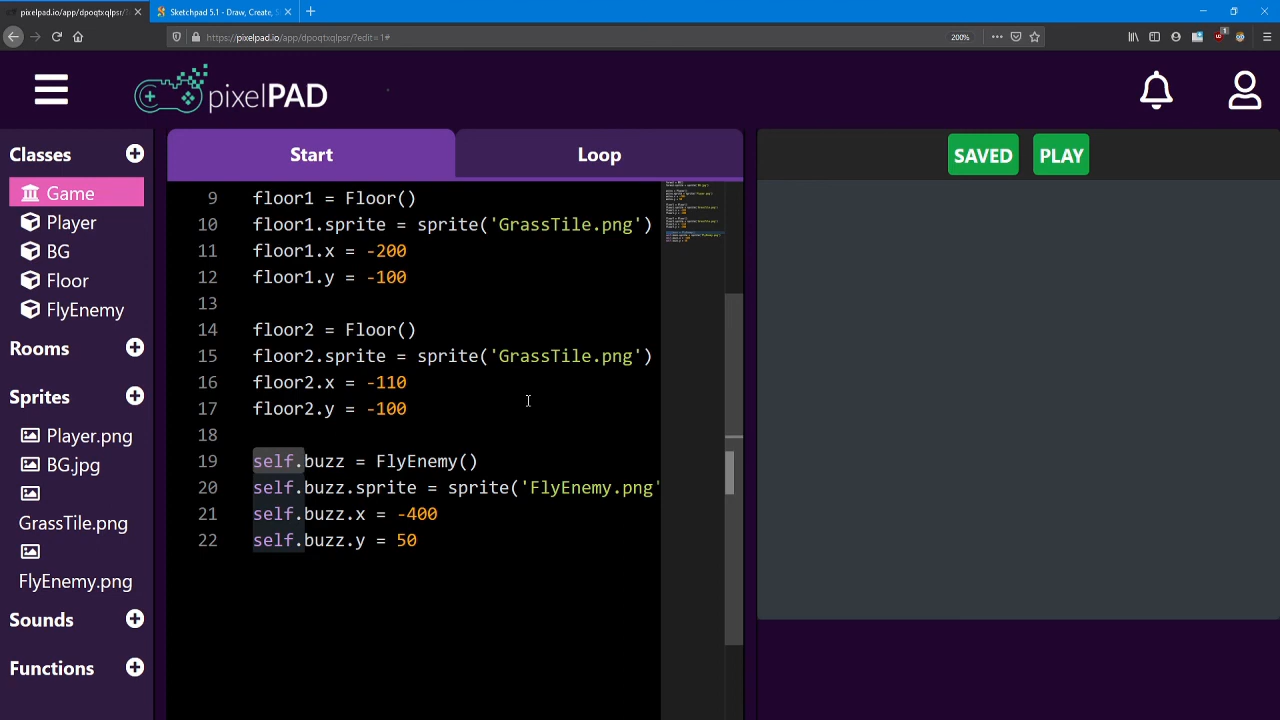 pixelpad.io/app/dpoqtxqlpsr/?
Sketchpad 5.1 - Draw, Create, S
https://pixelpad.io/app/dpoqtxqlpsr/?edit=1#
200%
pixelPAD
Classes
Game
Player
BG
Floor
FlyEnemy
Rooms
Sprites
Player.png
BG.jpg
GrassTile.png
FlyEnemy.png
Sounds
Functions
Start
Loop
9 floor1 = Floor()
10 floor1.sprite = sprite('GrassTile.png')
11 floor1.x = -200
12 floor1.y = -100
13
14 floor2 = Floor()
15 floor2.sprite = sprite('GrassTile.png')
16 floor2.x = -110
17 floor2.y = -100
18
19 self.buzz = FlyEnemy()
20 self.buzz.sprite = sprite('FlyEnemy.png'
21 self.buzz.x = -400
22 self.buzz.y = 50
SAVED
PLAY